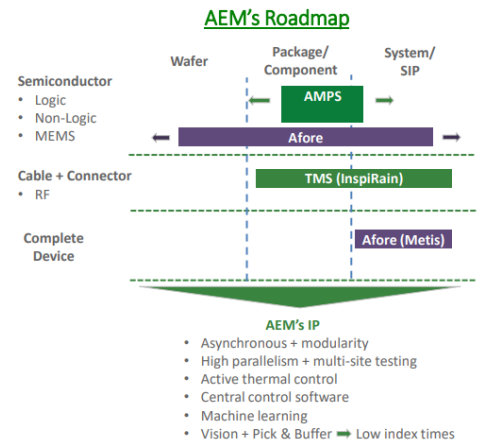 AEM's Roadmap
Wafer
Package/
Component
System/
SIP
Semiconductor
• Logic
• Non-Logic
• MEMS
AMPS
Afore
Cable + Connector
• RF
TMS (InspiRain)
Complete
Device
Afore (Metis)
AEM's IP
• Asynchronous + modularity
• High parallelism + multi-site testing
• Active thermal control
• Central control software
• Machine learning
• Vision + Pick & Buffer ➡ Low index times